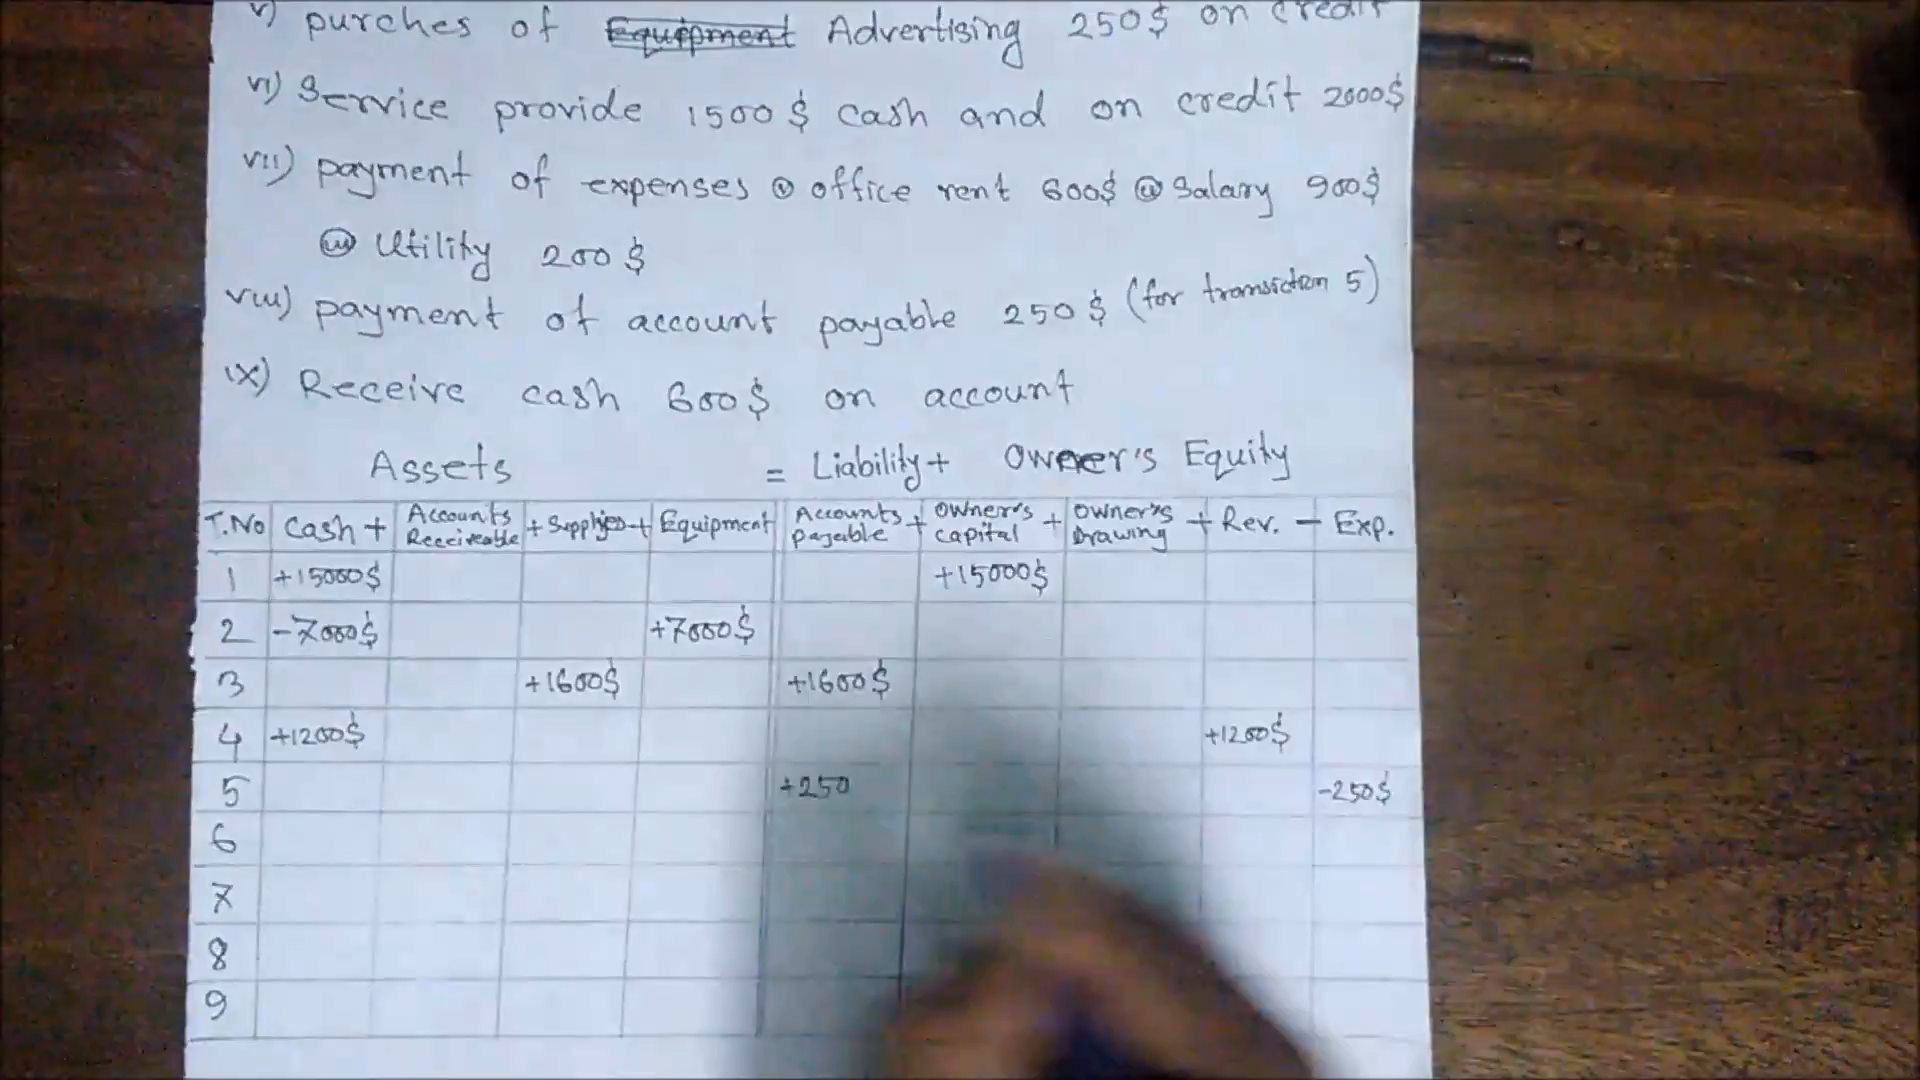 v) purches of Equipment Advertising 250$ on credit
vi) Service provide 1500$ cash and on credit 2000$
vii) payment of expenses (i) office rent 600$ (ii) Salary 900$
(iii) Utility 200$
viii) payment of account payable 250$ (for transiction 5)
ix) Receive cash 600$ on account
Assets = Liability + Owner's Equity
T.No Cash + Accounts Receiveable + Supplies + Equipment Accounts payable + Owner's capital + Owner's Drawing + Rev. - Exp.
1 +15000$ +15000$
2 -7000$ +7000$
3 +1600$ +1600$
4 +1200$ +1200$
5 +250 -250$
6
7
8
9